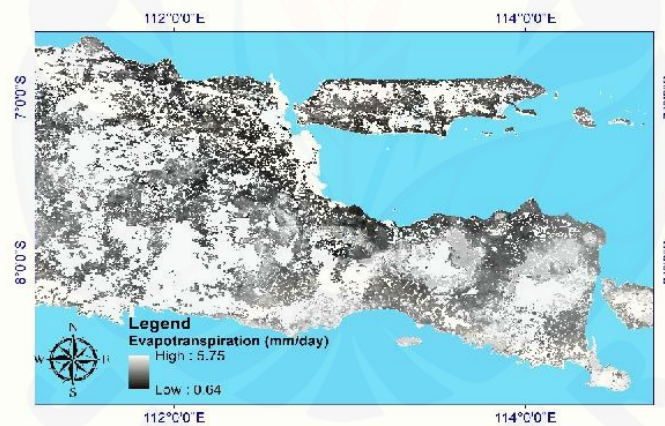 112°0'0"E 114°0'0"E
7°0'0"S
8°0'0"S
N
W
S
Legend
Evapotranspiration (mm/day)
High : 5.75
Low : 0.64
112°0'0"E 114°0'0"E